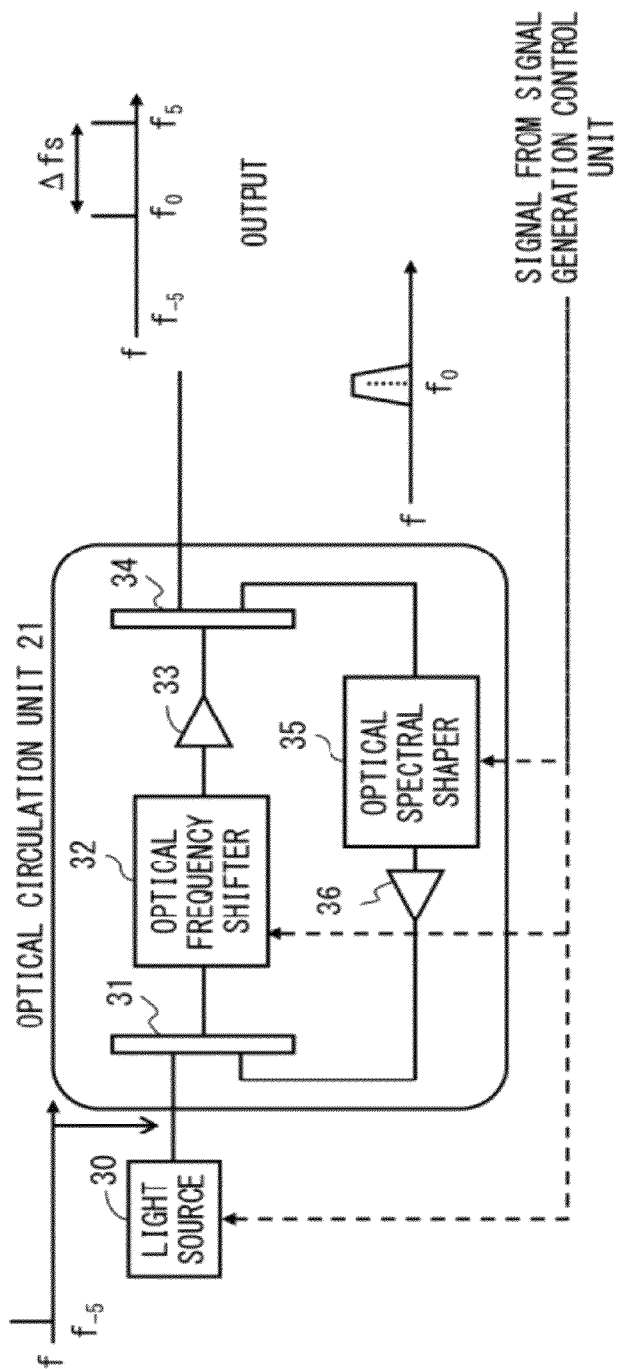 OPTICAL CIRCULATION UNIT 21
f
f₋₅
30
LIGHT
SOURCE
31
32
OPTICAL
FREQUENCY
SHIFTER
33
34
35
OPTICAL
SPECTRAL
SHAPER
36
Δfs
f
f₋₅
f₀
f₅
OUTPUT
f
f₀
SIGNAL FROM SIGNAL
GENERATION CONTROL
UNIT